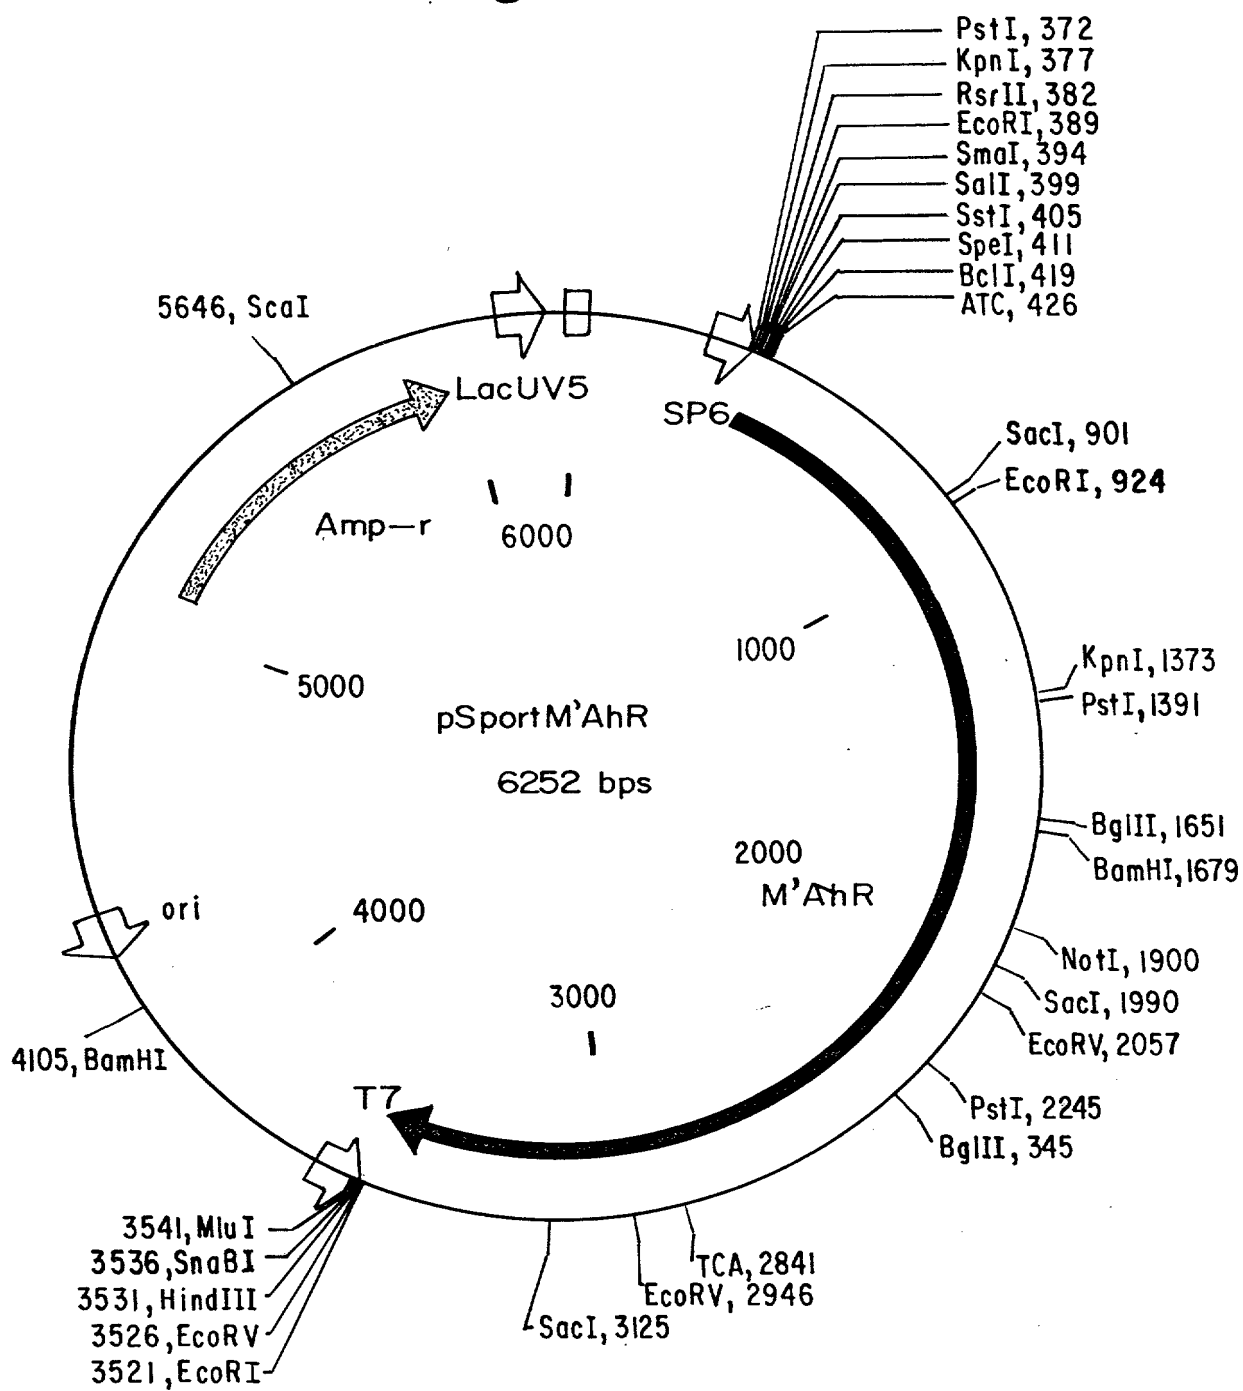 PstI, 372
KpnI, 377
RsrII, 382
EcoRI, 389
SmaI, 394
SalI, 399
SstI, 405
SpeI, 411
BclI, 419
ATC, 426
5646, ScaI
LacUV5
SP6
SacI, 901
EcoRI, 924
Amp-r
6000
1000
5000
KpnI, 1373
PstI, 1391
pSportM'AhR
6252 bps
BglII, 1651
BamHI, 1679
2000
M'AhR
ori
4000
NotI, 1900
SacI, 1990
EcoRV, 2057
3000
4105, BamHI
T7
PstI, 2245
BglII, 345
3541, MluI
3536, SnaBI
3531, HindIII
3526, EcoRV
3521, EcoRI
TCA, 2841
EcoRV, 2946
SacI, 3125